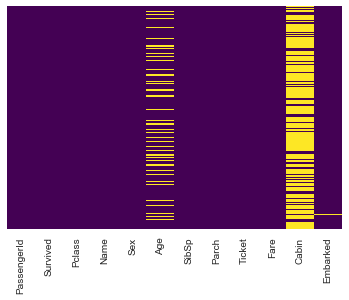 PassengerId
Survived
Pclass
Name
Sex
Age
SibSp
Parch
Ticket
Fare
Cabin
Embarked